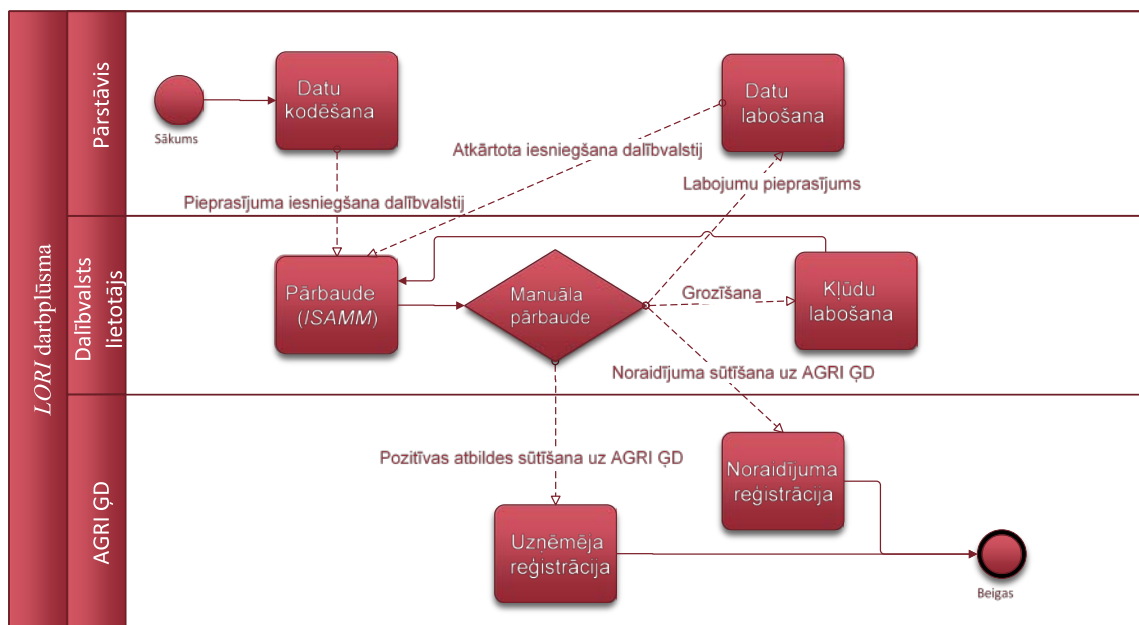 LORI darbplūsma
Pārstāvis
Sākums
Datu
kodēšana
Datu
labošana
Atkārtota iesniegšana dalībvalstij
Labojumu pieprasījums
Pieprasījuma iesniegšana dalībvalstij
Dalībvalsts
lietotājs
Pārbaude
(ISAMM)
Manuāla
pārbaude
Grozīšana
Kļūdu
labošana
Noraidījuma sūtīšana uz AGRI ĢD
AGRI ĢD
Pozitīvas atbildes sūtīšana uz AGRI ĢD
Noraidījuma
reģistrācija
Uzņēmēja
reģistrācija
Beigas